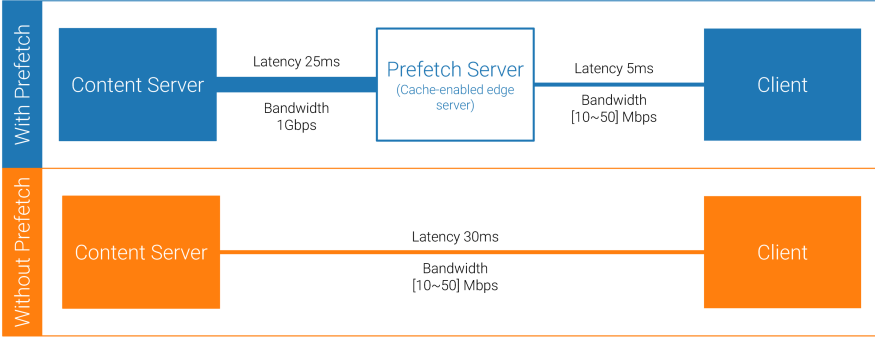 With Prefetch
Content Server
Latency 25ms
Bandwidth
1Gbps
Prefetch Server
(Cache-enabled edge
server)
Latency 5ms
Bandwidth
[10~50] Mbps
Client
Without Prefetch
Content Server
Latency 30ms
Bandwidth
[10~50] Mbps
Client